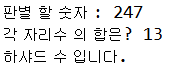 판별 할 숫자 : 247
각 자리수 의 합은? 13
하샤드 수 입니다.